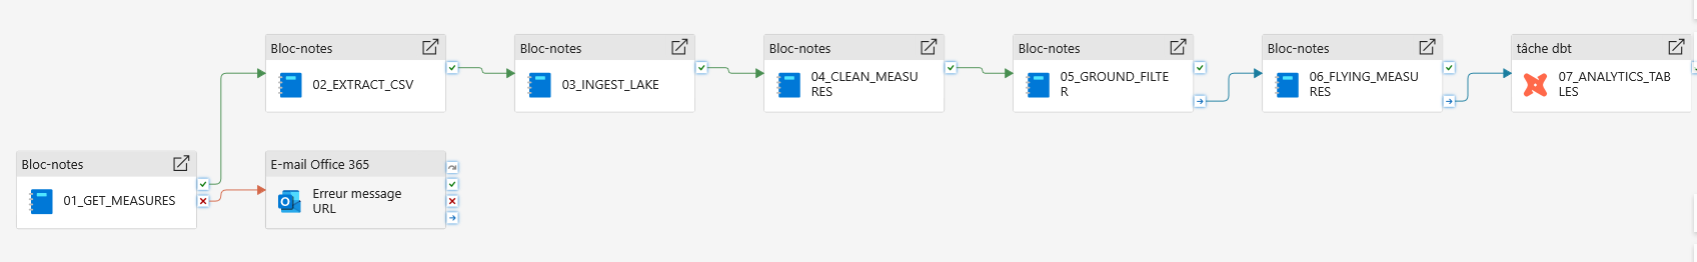 Bloc-notes
02_EXTRACT_CSV
Bloc-notes
03_INGEST_LAKE
Bloc-notes
04_CLEAN_MEASU
RES
Bloc-notes
05_GROUND_FILTE
R
Bloc-notes
06_FLYING_MEASU
RES
tâche dbt
07_ANALYTICS_TAB
LES
Bloc-notes
01_GET_MEASURES
E-mail Office 365
Erreur message
URL